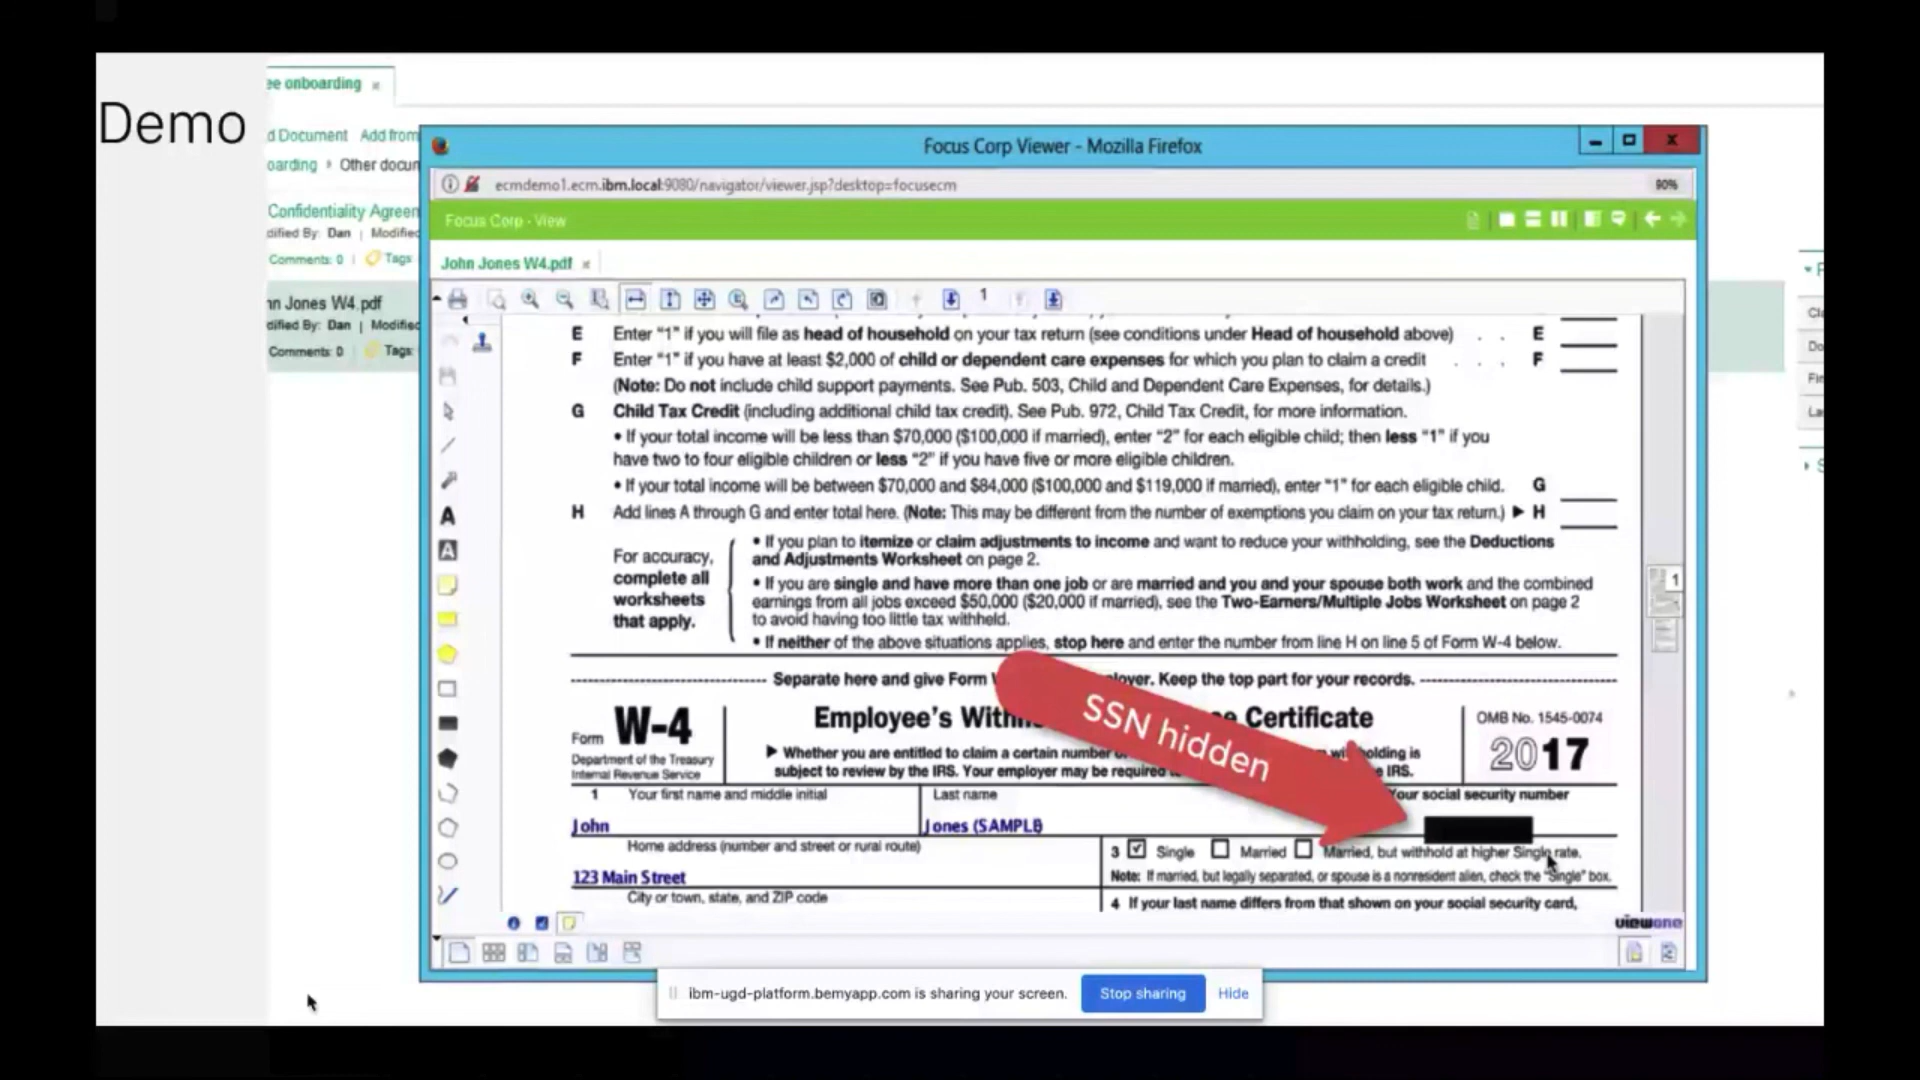 Demo
ee onboarding
d Document Add from
oarding Other docun
Confidentiality Agreen
dified By: Dan | Modified
Comments: 0 | Tags
nn Jones W4.pdf
dified By: Dan | Modified
Comments: 0 Tags
Focus Corp Viewer - Mozilla Firefox
ecmdemo1.ecm.ibm.local:9080/navigator/viewer.jsp?desktop=focusecm
90%
Focus Corp - View
John Jones W4.pdf
1
E Enter "1" if you will file as head of household on your tax return (see conditions under Head of household above) . . E
F Enter "1" if you have at least $2,000 of child or dependent care expenses for which you plan to claim a credit . . . F
(Note: Do not include child support payments. See Pub. 503, Child and Dependent Care Expenses, for details.)
G Child Tax Credit (including additional child tax credit). See Pub. 972, Child Tax Credit, for more information.
• If your total income will be less than $70,000 ($100,000 if married), enter "2" for each eligible child; then less "1" if you
have two to four eligible children or less "2" if you have five or more eligible children.
• If your total income will be between $70,000 and $84,000 ($100,000 and $119,000 if married), enter "1" for each eligible child. G
H Add lines A through G and enter total here. (Note: This may be different from the number of exemptions you claim on your tax return.) ▶ H
For accuracy,
complete all
worksheets
that apply.
• If you plan to itemize or claim adjustments to income and want to reduce your withholding, see the Deductions
and Adjustments Worksheet on page 2.
• If you are single and have more than one job or are married and you and your spouse both work and the combined
earnings from all jobs exceed $50,000 ($20,000 if married), see the Two-Earners/Multiple Jobs Worksheet on page 2
to avoid having too little tax withheld.
• If neither of the above situations applies, stop here and enter the number from line H on line 5 of Form W-4 below.
Separate here and give Form W loyer. Keep the top part for your records.
Form W-4
Department of the Treasury
Internal Revenue Service
Employee's With e Certificate
▶ Whether you are entitled to claim a certain number withholding is
subject to review by the IRS. Your employer may be required e IRS.
OMB No. 1545-0074
2017
SSN hidden
1 Your first name and middle initial
Last name
Your social security number
John
Jones (SAMPLE)
Home address (number and street or rural route)
3 Single Married Married, but withhold at higher Single rate.
123 Main Street
Note: If married, but legally separated, or spouse is a nonresident alien, check the "Single" box.
City or town, state, and ZIP code
4 If your last name differs from that shown on your social security card,
1
viewone
ibm-ugd-platform.bemyapp.com is sharing your screen.
Stop sharing
Hide